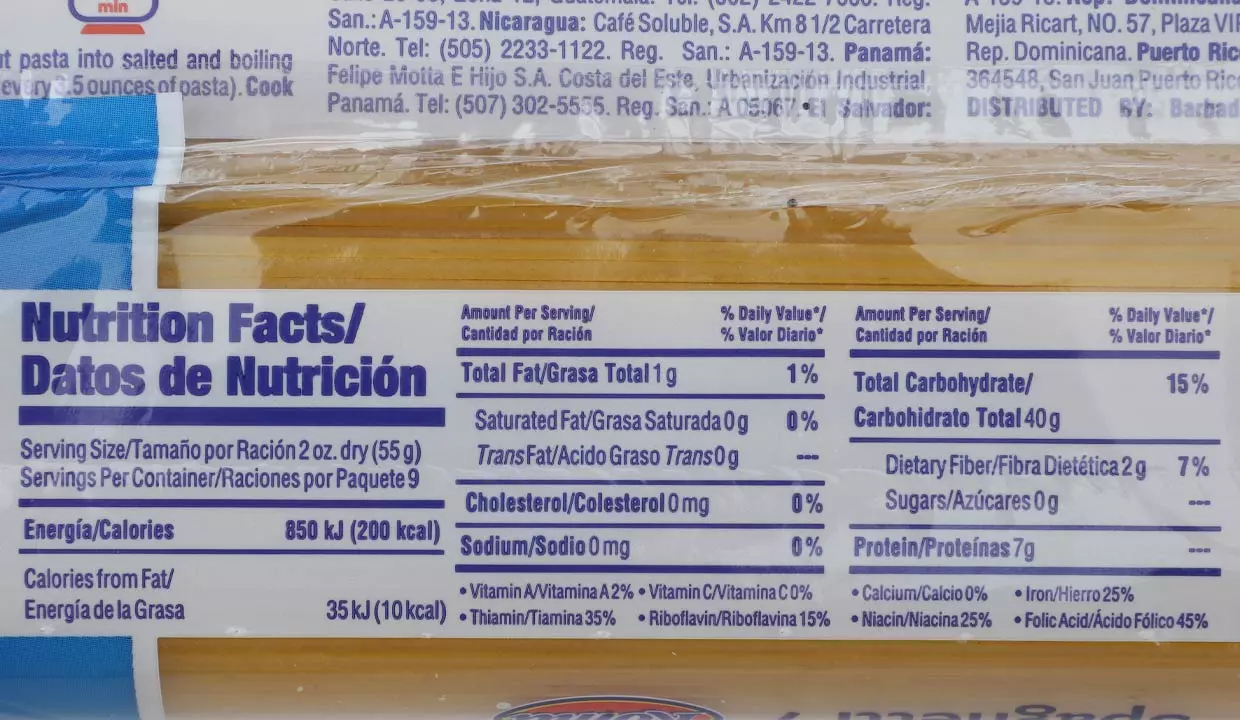 min
pasta into salted and boiling
every 3.5 ounces of pasta). Cook
San.: A-159-13. Nicaragua: Café Soluble, S.A. Km 8 1/2 Carretera
Norte. Tel: (505) 2233-1122. Reg. San.: A-159-13. Panamá:
Felipe Motta E Hijo S.A. Costa del Este, Urbanización Industrial
Panamá. Tel: (507) 302-5555. Reg. San.: A 05067 • El Salvador:
Mejia Ricart, NO. 57, Plaza
Rep. Dominicana. Puerto
364548, San Juan Puerto
DISTRIBUTED BY:
Nutrition Facts/
Datos de Nutrición
Serving Size/Tamaño por Ración 2 oz. dry (55 g)
Servings Per Container/Raciones por Paquete 9
Energía/Calories 850 kJ (200 kcal)
Calories from Fat/
Energía de la Grasa 35 kJ (10 kcal)
Amount Per Serving/ % Daily Value*/
Cantidad por Ración % Valor Diario*
Total Fat/Grasa Total 1 g 1%
Saturated Fat/Grasa Saturada 0 g 0%
Trans Fat/Acido Graso Trans 0 g ---
Cholesterol/Colesterol 0 mg 0%
Sodium/Sodio 0 mg 0%
• Vitamin A/Vitamina A 2% • Vitamin C/Vitamina C 0%
• Thiamin/Tiamina 35% • Riboflavin/Riboflavina 15%
Amount Per Serving/ % Daily Value*/
Cantidad por Ración % Valor Diario*
Total Carbohydrate/ 15%
Carbohidrato Total 40 g
Dietary Fiber/Fibra Dietética 2 g 7%
Sugars/Azúcares 0 g ---
Protein/Proteínas 7g ---
• Calcium/Calcio 0% • Iron/Hierro 25%
• Niacin/Niacina 25% • Folic Acid/Ácido Fólico 45%